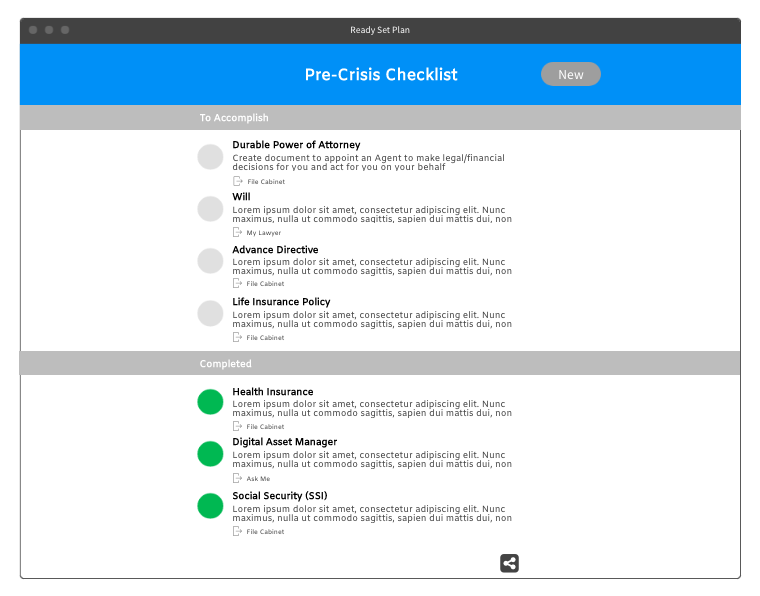 Ready Set Plan
Pre-Crisis Checklist
New
To Accomplish
Durable Power of Attorney
Create document to appoint an Agent to make legal/financial
decisions for you and act for you on your behalf
File Cabinet
Will
Lorem ipsum dolor sit amet, consectetur adipiscing elit. Nunc
maximus, nulla ut commodo sagittis, sapien dui mattis dui, non
My Lawyer
Advance Directive
Lorem ipsum dolor sit amet, consectetur adipiscing elit. Nunc
maximus, nulla ut commodo sagittis, sapien dui mattis dui, non
File Cabinet
Life Insurance Policy
Lorem ipsum dolor sit amet, consectetur adipiscing elit. Nunc
maximus, nulla ut commodo sagittis, sapien dui mattis dui, non
File Cabinet
Completed
Health Insurance
Lorem ipsum dolor sit amet, consectetur adipiscing elit. Nunc
maximus, nulla ut commodo sagittis, sapien dui mattis dui, non
File Cabinet
Digital Asset Manager
Lorem ipsum dolor sit amet, consectetur adipiscing elit. Nunc
maximus, nulla ut commodo sagittis, sapien dui mattis dui, non
Ask Me
Social Security (SSI)
Lorem ipsum dolor sit amet, consectetur adipiscing elit. Nunc
maximus, nulla ut commodo sagittis, sapien dui mattis dui, non
File Cabinet